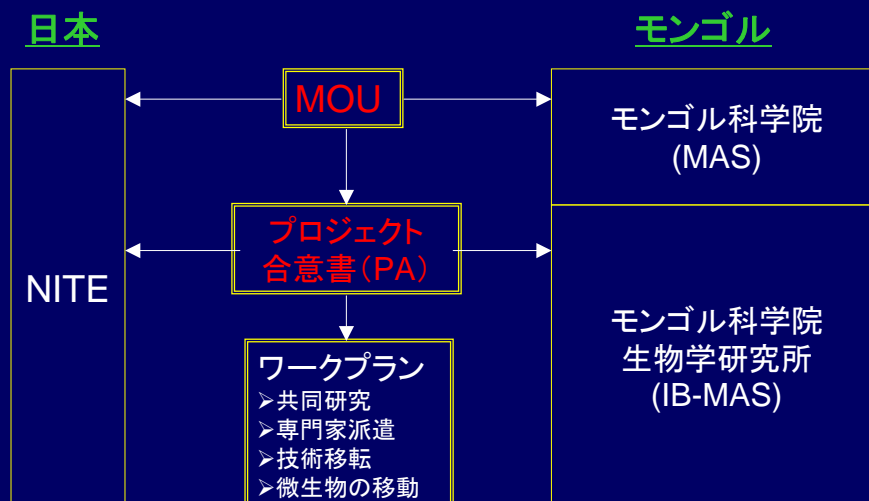 日本
モンゴル
MOU
モンゴル科学院
(MAS)
プロジェクト
合意書(PA)
NITE
モンゴル科学院
生物学研究所
(IB-MAS)
ワークプラン
➢共同研究
➢専門家派遣
➢技術移転
➢微生物の移動